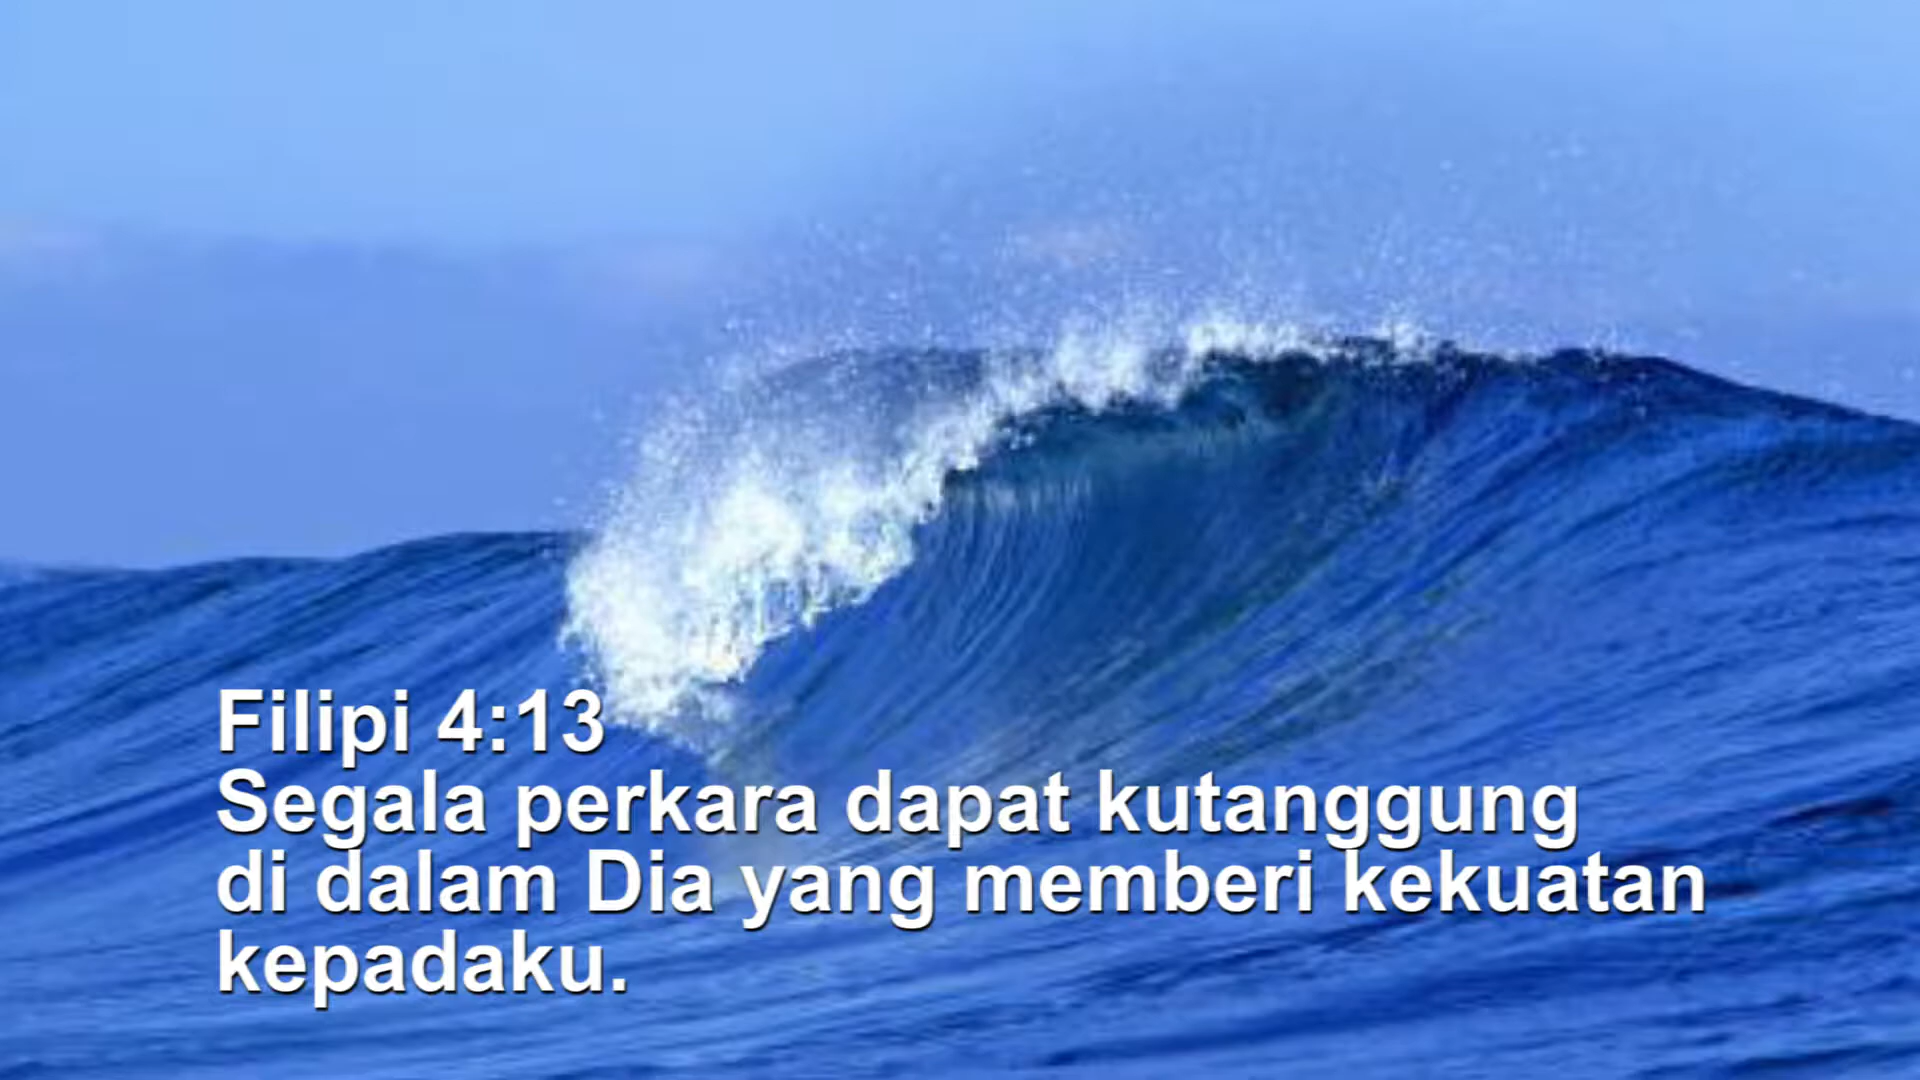 Filipi 4:13
Segala perkara dapat kutanggung
di dalam Dia yang memberi kekuatan
kepadaku.